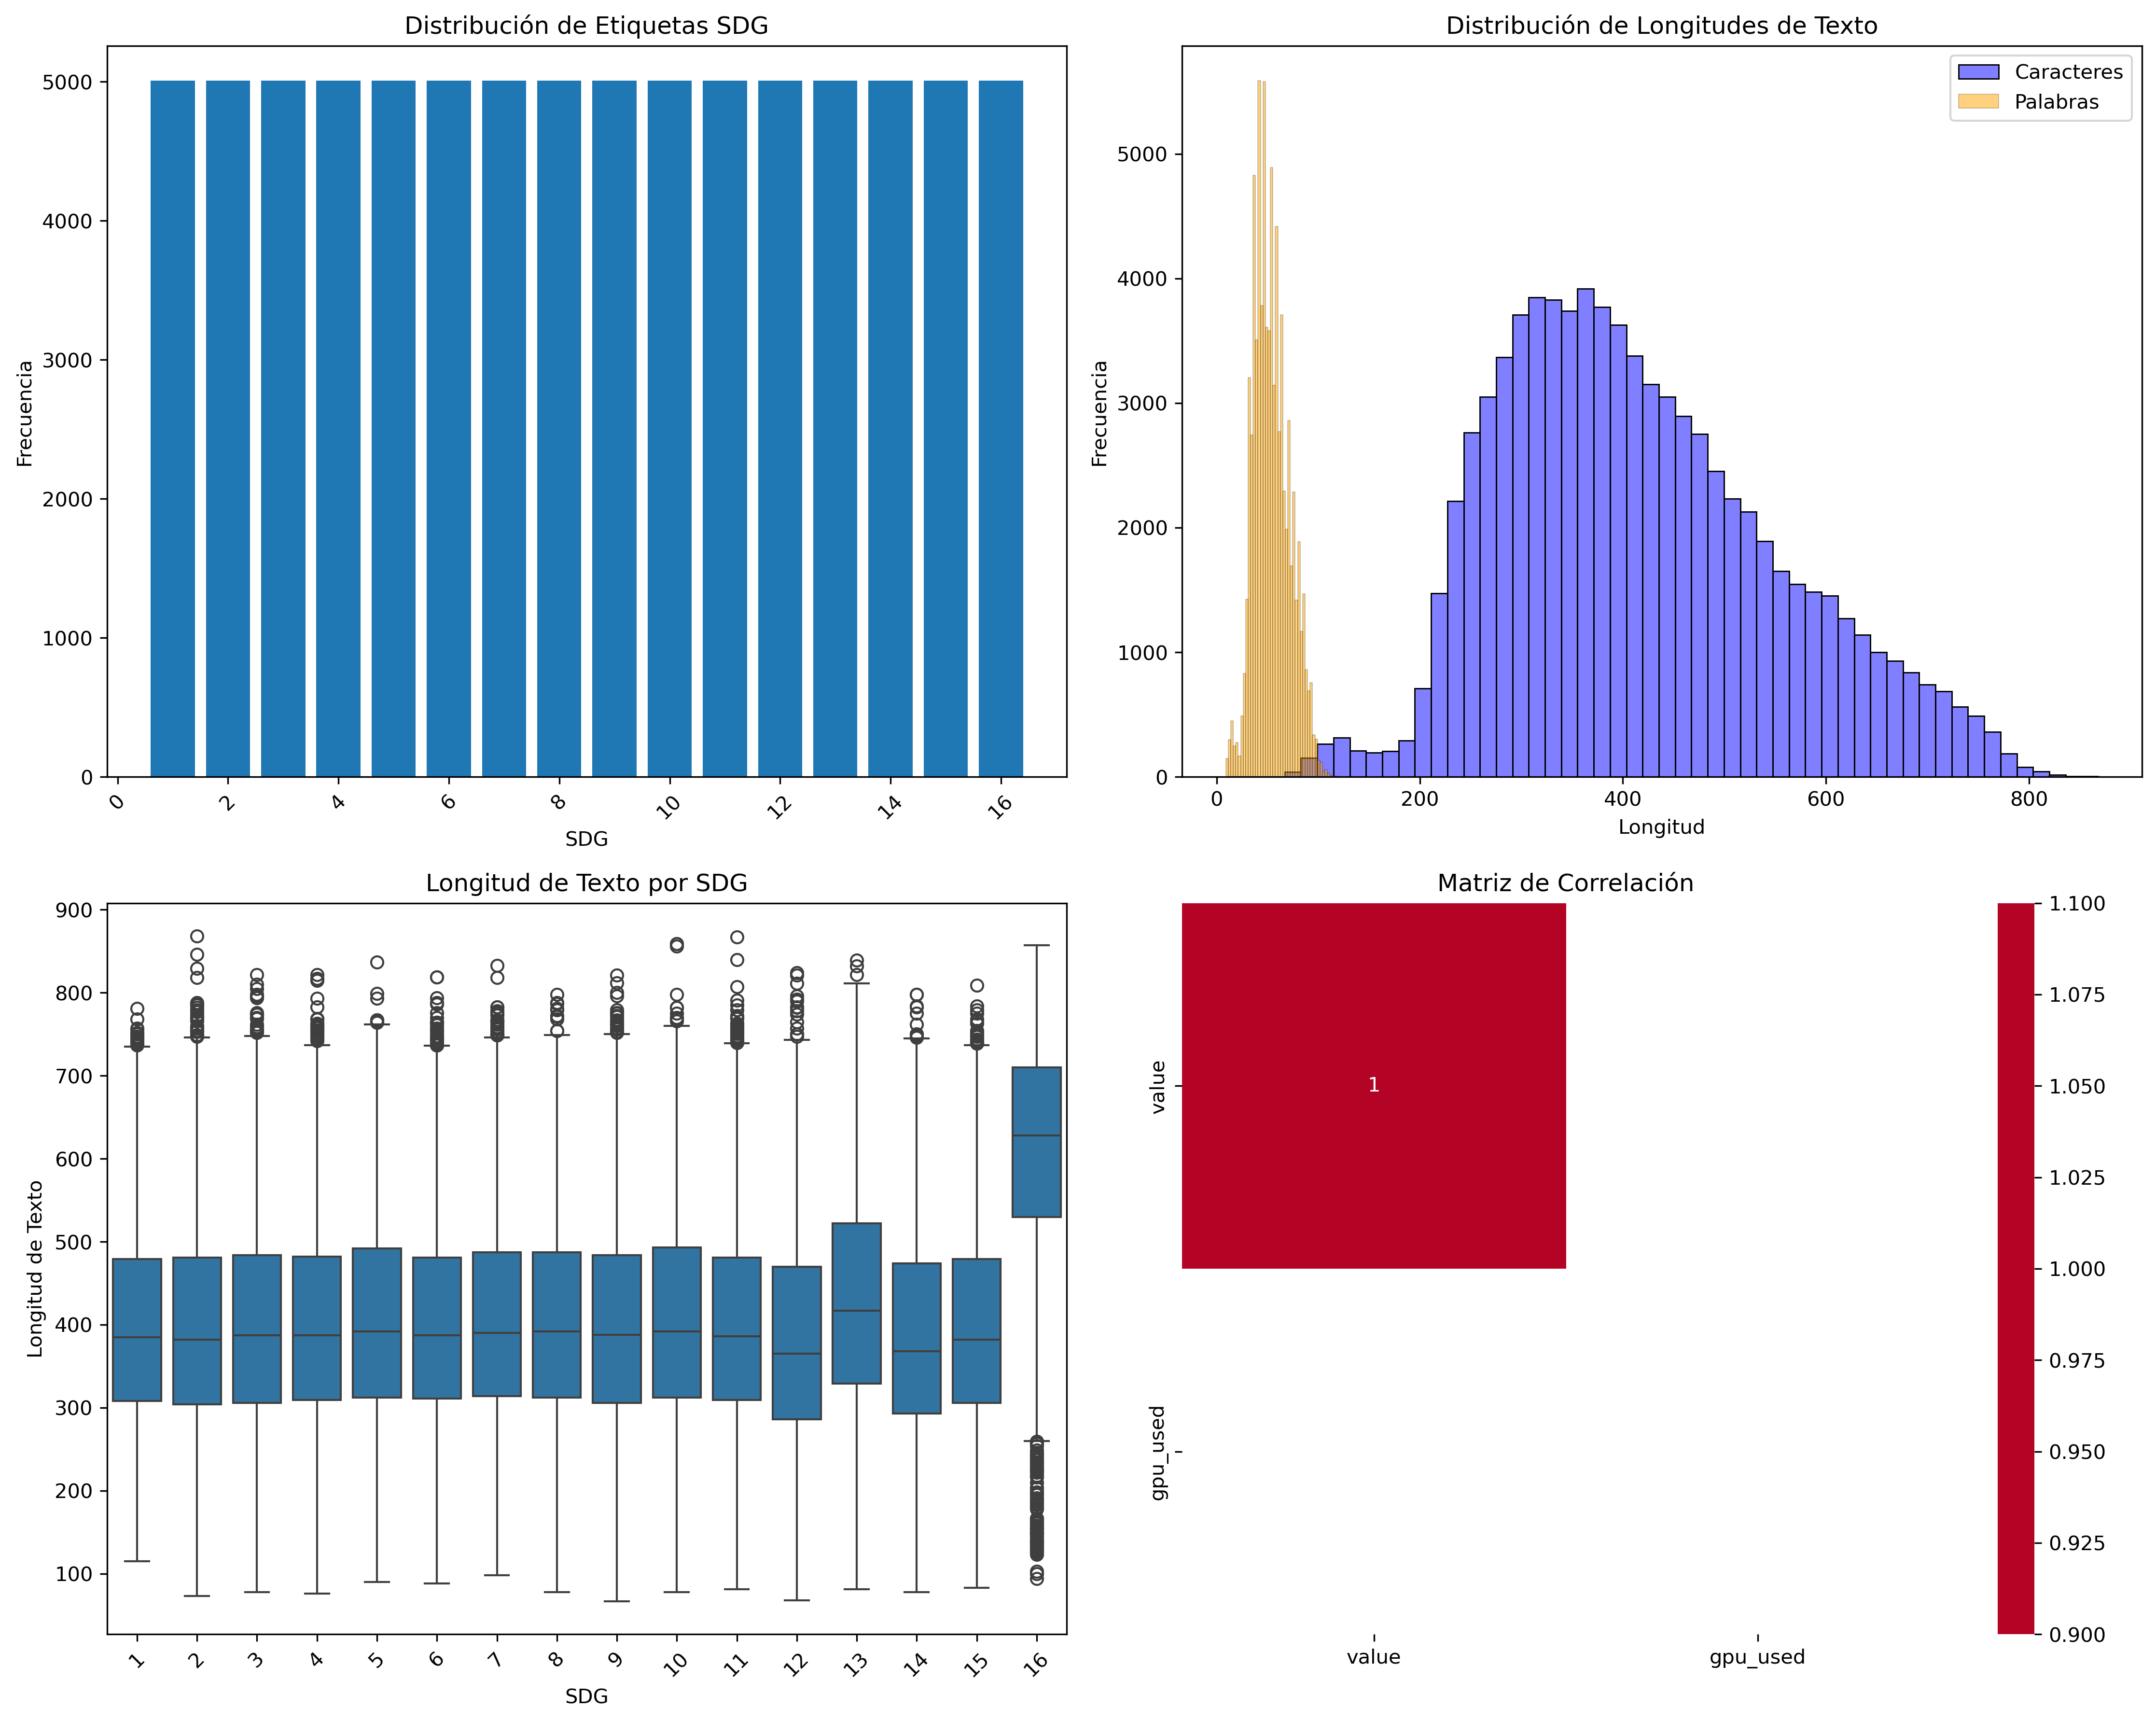 Distribución de Etiquetas SDG
5000
4000
3000
2000
1000
0
Frecuencia
0 2 4 6 8 10 12 14 16
SDG
Distribución de Longitudes de Texto
Caracteres
Palabras
5000
4000
3000
2000
1000
0
Frecuencia
0 200 400 600 800
Longitud
Longitud de Texto por SDG
900
800
700
600
500
400
300
200
100
Longitud de Texto
1 2 3 4 5 6 7 8 9 10 11 12 13 14 15 16
SDG
Matriz de Correlación
value
gpu_used
1
value gpu_used
1.100
1.075
1.050
1.025
1.000
0.975
0.950
0.925
0.900